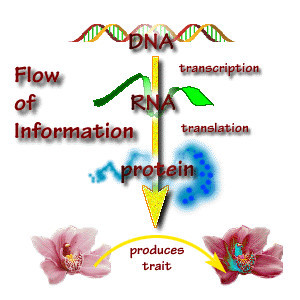 DNA
transcription
Flow
of
Information
RNA
translation
protein
produces
trait